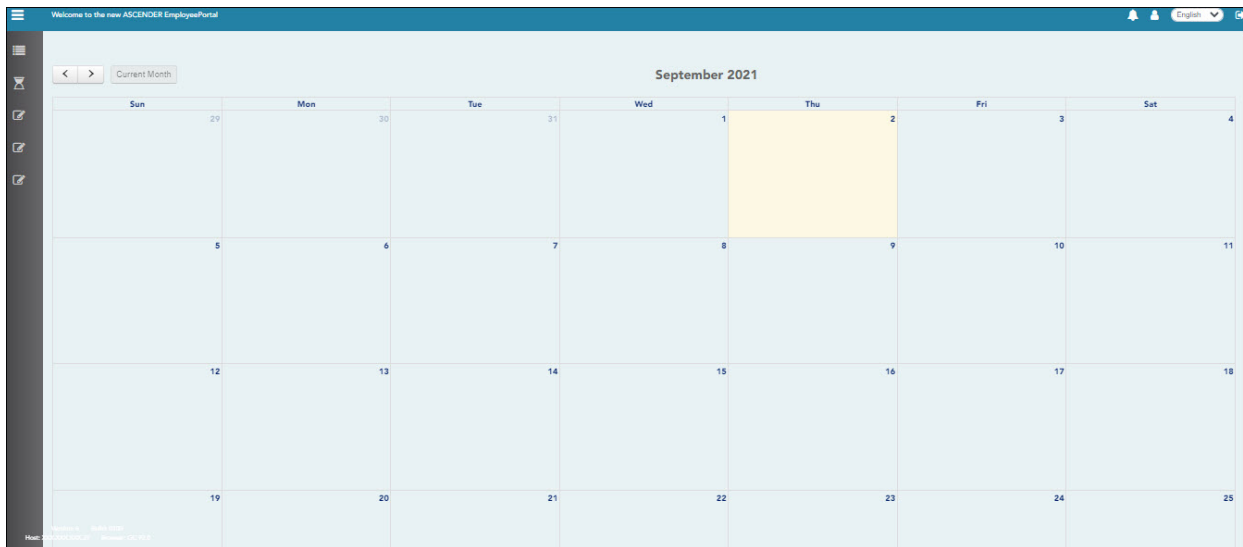 Welcome to the new ASCENDER EmployeePortal
English
Current Month
September 2021
Sun Mon Tue Wed Thu Fri Sat
29 30 31 1 2 3 4
5 6 7 8 9 10 11
12 13 14 15 16 17 18
19 20 21 22 23 24 25
Host: